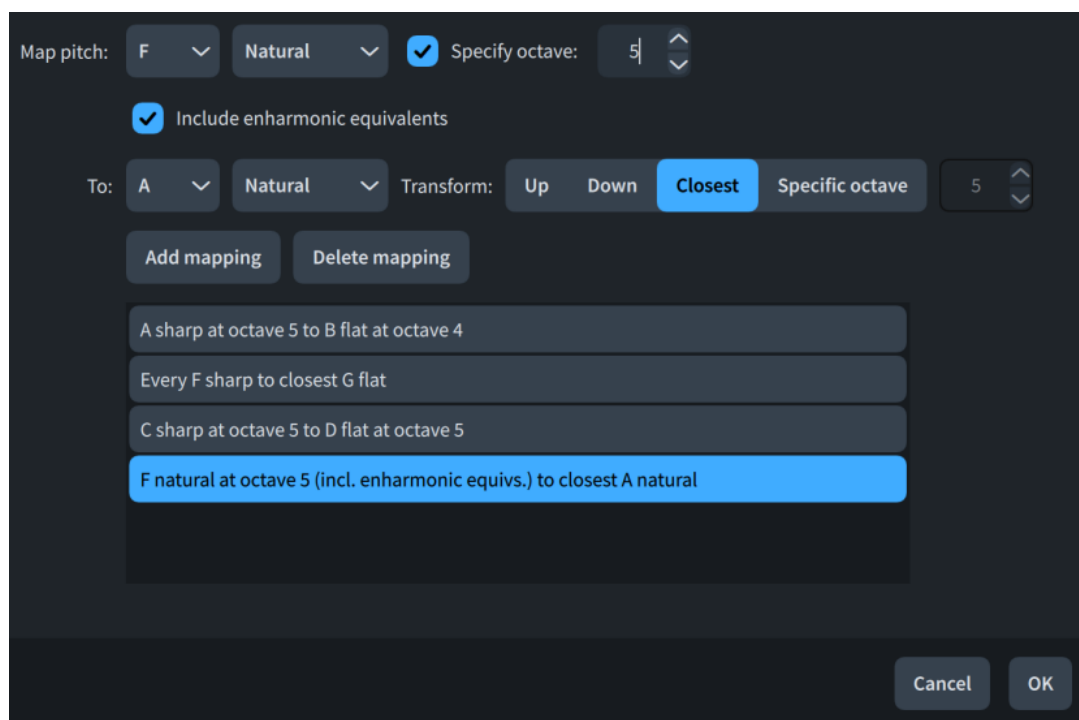 Map pitch: F Natural Specify octave: 5
Include enharmonic equivalents
To: A Natural Transform: Up Down Closest Specific octave 5
Add mapping Delete mapping
A sharp at octave 5 to B flat at octave 4
Every F sharp to closest G flat
C sharp at octave 5 to D flat at octave 5
F natural at octave 5 (incl. enharmonic equivs.) to closest A natural
Cancel OK